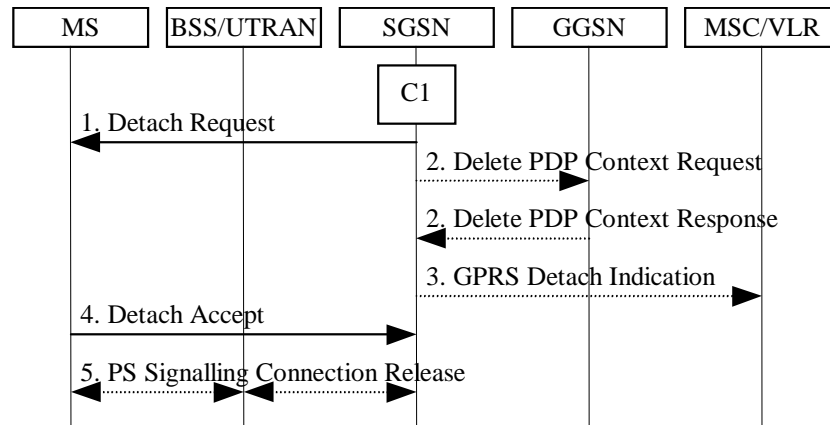 MS
BSS/UTRAN
SGSN
GGSN
MSC/VLR
C1
1. Detach Request
2. Delete PDP Context Request
2. Delete PDP Context Response
3. GPRS Detach Indication
4. Detach Accept
5. PS Signalling Connection Release